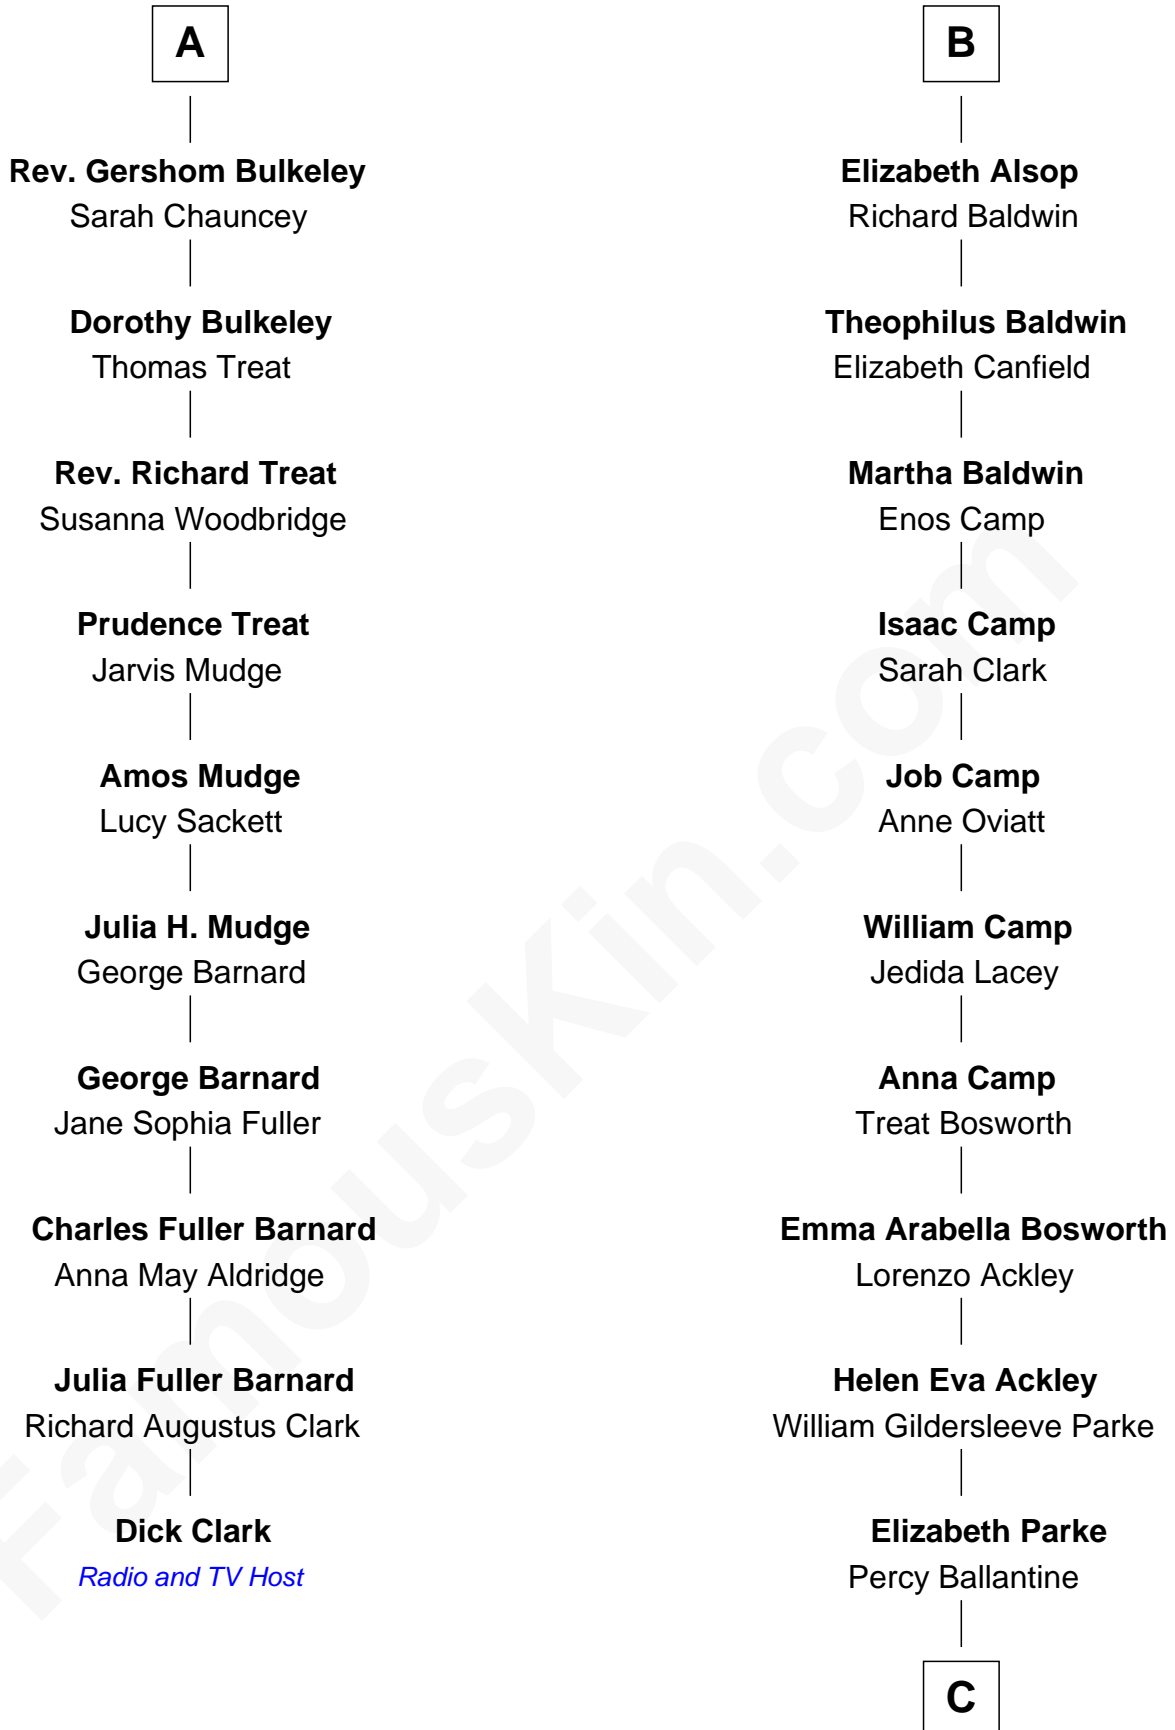 A
Rev. Gershom Bulkeley
Sarah Chauncey
Dorothy Bulkeley
Thomas Treat
Rev. Richard Treat
Susanna Woodbridge
Prudence Treat
Jarvis Mudge
Amos Mudge
Lucy Sackett
Julia H. Mudge
George Barnard
George Barnard
Jane Sophia Fuller
Charles Fuller Barnard
Anna May Aldridge
Julia Fuller Barnard
Richard Augustus Clark
Dick Clark
Radio and TV Host
B
Elizabeth Alsop
Richard Baldwin
Theophilus Baldwin
Elizabeth Canfield
Martha Baldwin
Enos Camp
Isaac Camp
Sarah Clark
Job Camp
Anne Oviatt
William Camp
Jedida Lacey
Anna Camp
Treat Bosworth
Emma Arabella Bosworth
Lorenzo Ackley
Helen Eva Ackley
William Gildersleeve Parke
Elizabeth Parke
Percy Ballantine
C
FamousKin.com